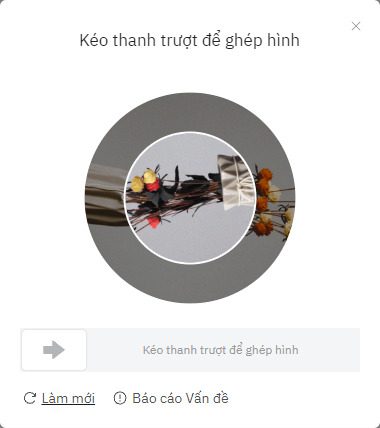 Kéo thanh trượt để ghép hình
Kéo thanh trượt để ghép hình
Làm mới
Báo cáo Vấn đề